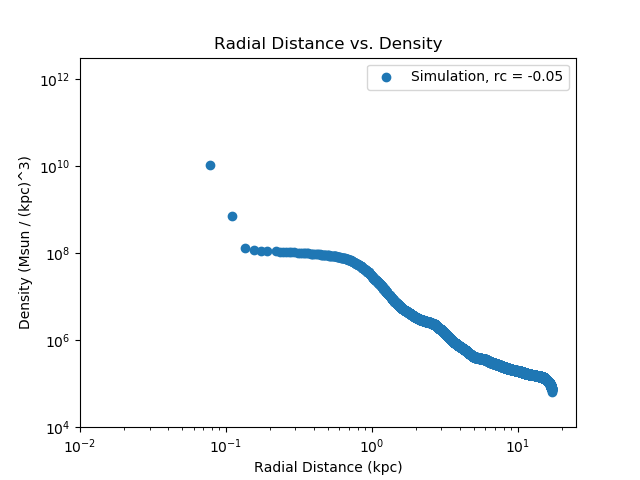 Radial Distance vs. Density
Simulation, rc = -0.05
Density (Msun / (kpc)^3)
10^12
10^10
10^8
10^6
10^4
10^-2
10^-1
10^0
10^1
Radial Distance (kpc)